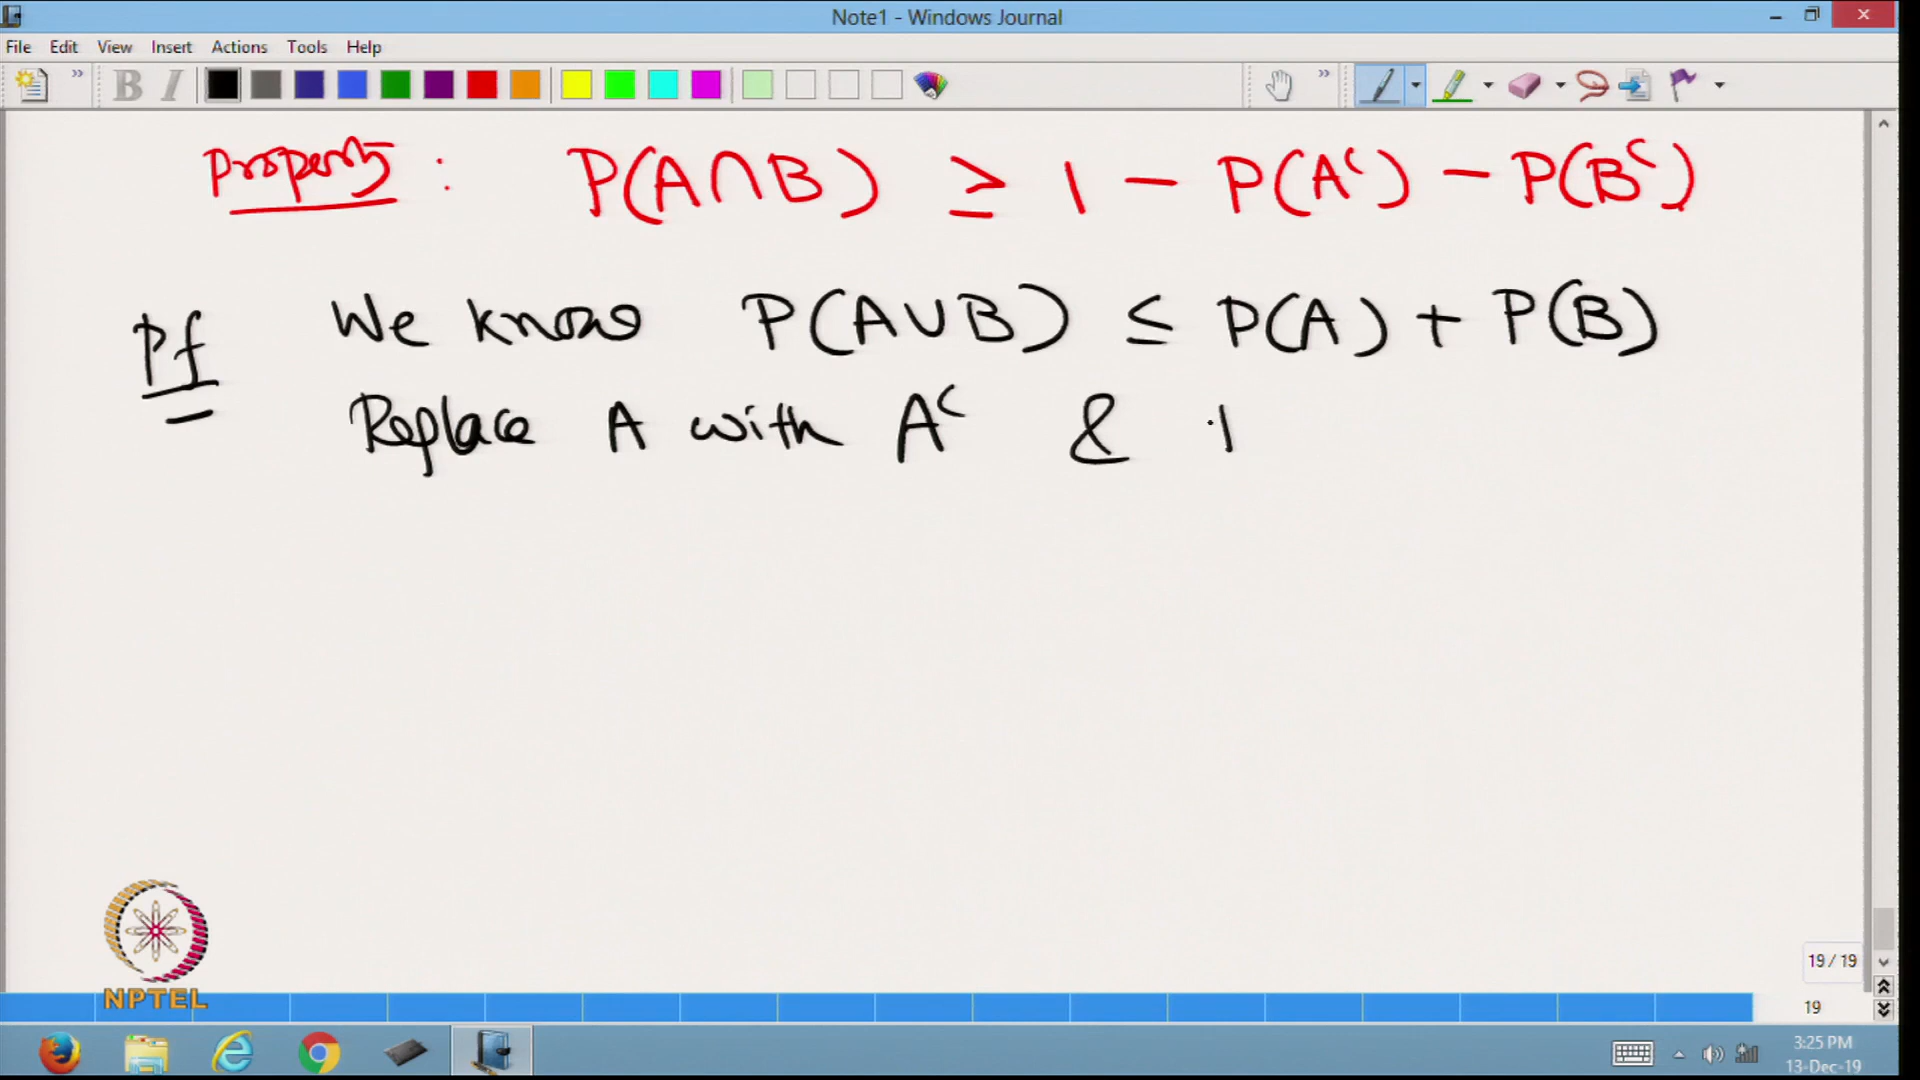 Note1 - Windows Journal
File Edit View Insert Actions Tools Help
B I
Property : P(A∩B) ≥ 1 - P(Aᶜ) - P(Bᶜ)
Pf We know P(A∪B) ≤ P(A) + P(B)
Replace A with Aᶜ &
19 / 19
NPTEL
19
3:25 PM
13-Dec-19